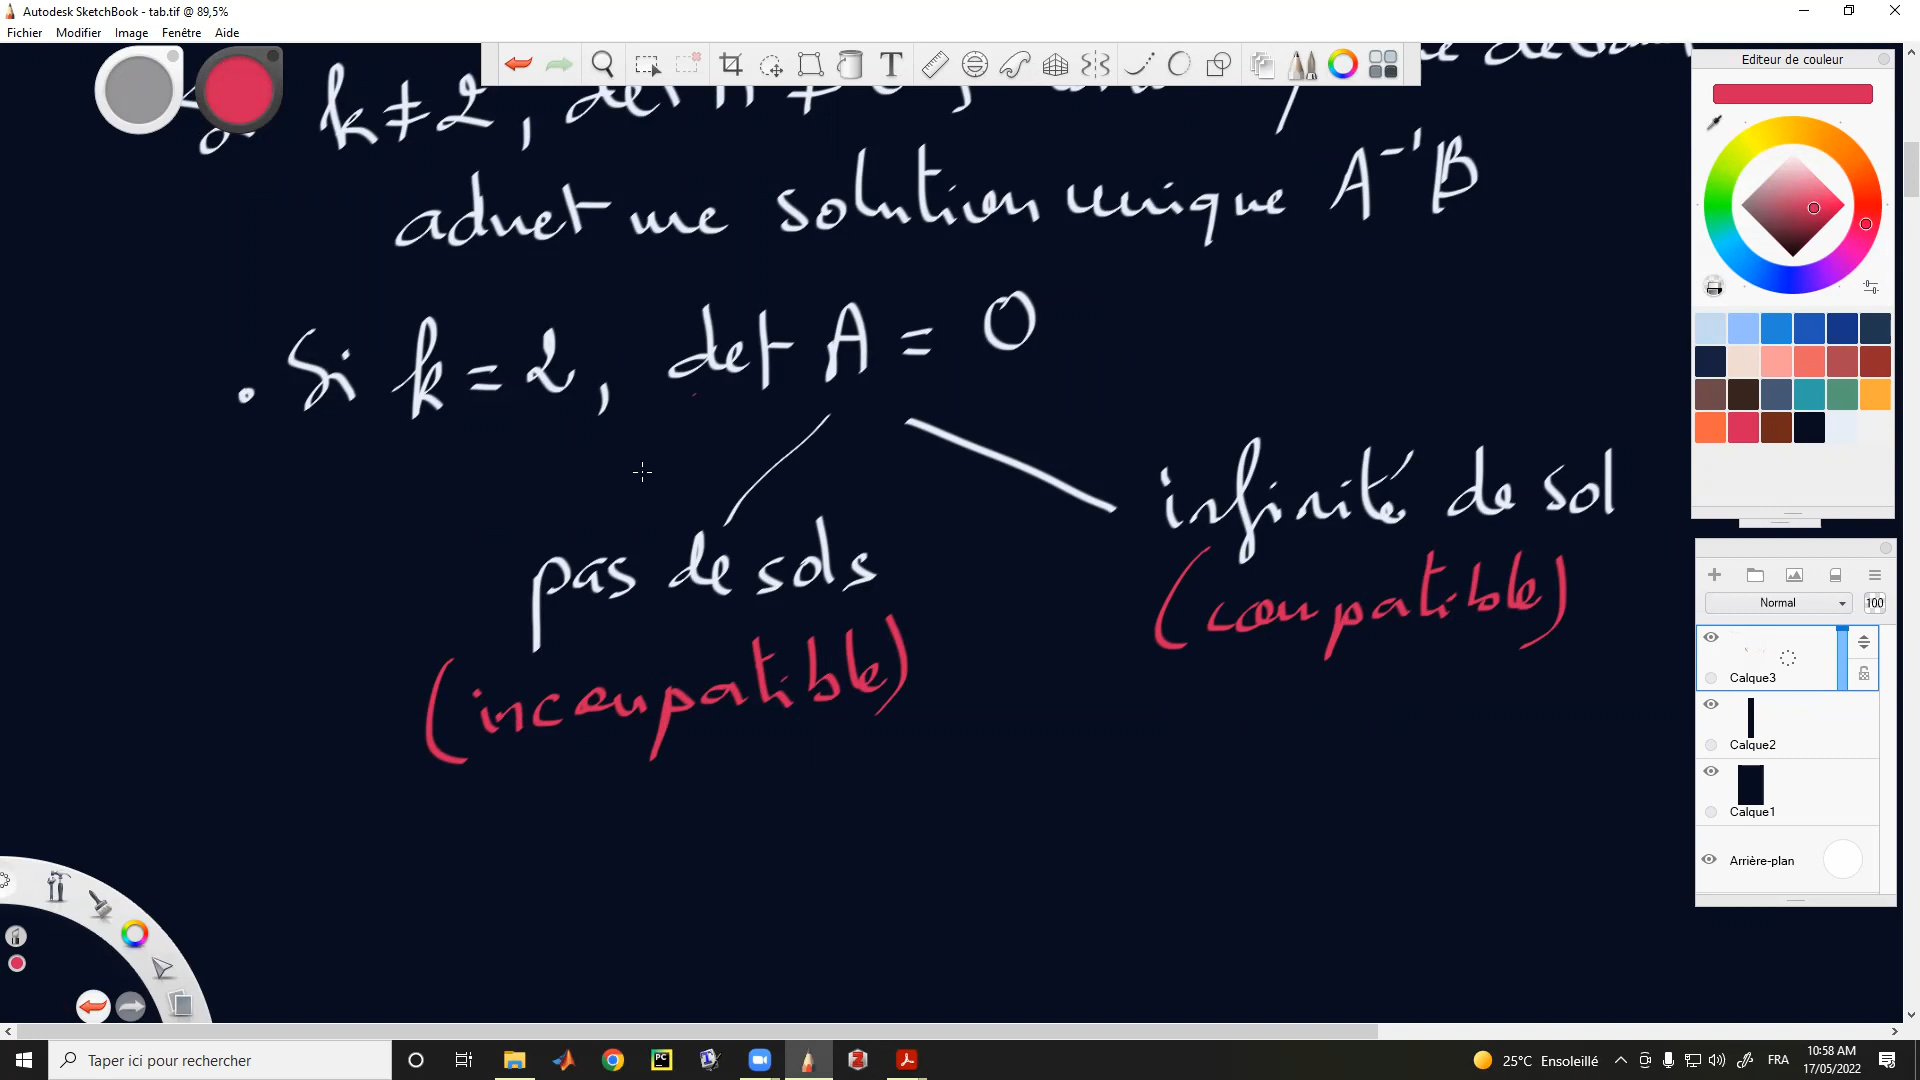 Autodesk SketchBook - tab.tif @ 89,5%
Fichier Modifier Image Fenêtre Aide
k≠2, det A ≠ 0,
admet une solution unique A⁻¹B
. Si k=2, det A = 0
pas de sols
infinité de sol
(incompatible)
(compatible)
Editeur de couleur
Normal
100
Calque3
Calque2
Calque1
Arrière-plan
Taper ici pour rechercher
25°C Ensoleillé
FRA
10:58 AM
17/05/2022